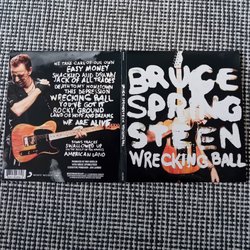 WE TAKE CARE OF OUR OWN
EASY MONEY
SHACKLED AND DRAWN
JACK OF ALL TRADES
DEATH TO MY HOMETOWN
THIS DEPRESSION
WRECKING BALL
YOU'VE GOT IT
ROCKY GROUND
LAND OF HOPE AND DREAMS
WE ARE ALIVE
BONUS TRACKS
SWALLOWED UP
AMERICAN LAND
BRUCE
SPRING
STEEN
WRECKING BALL